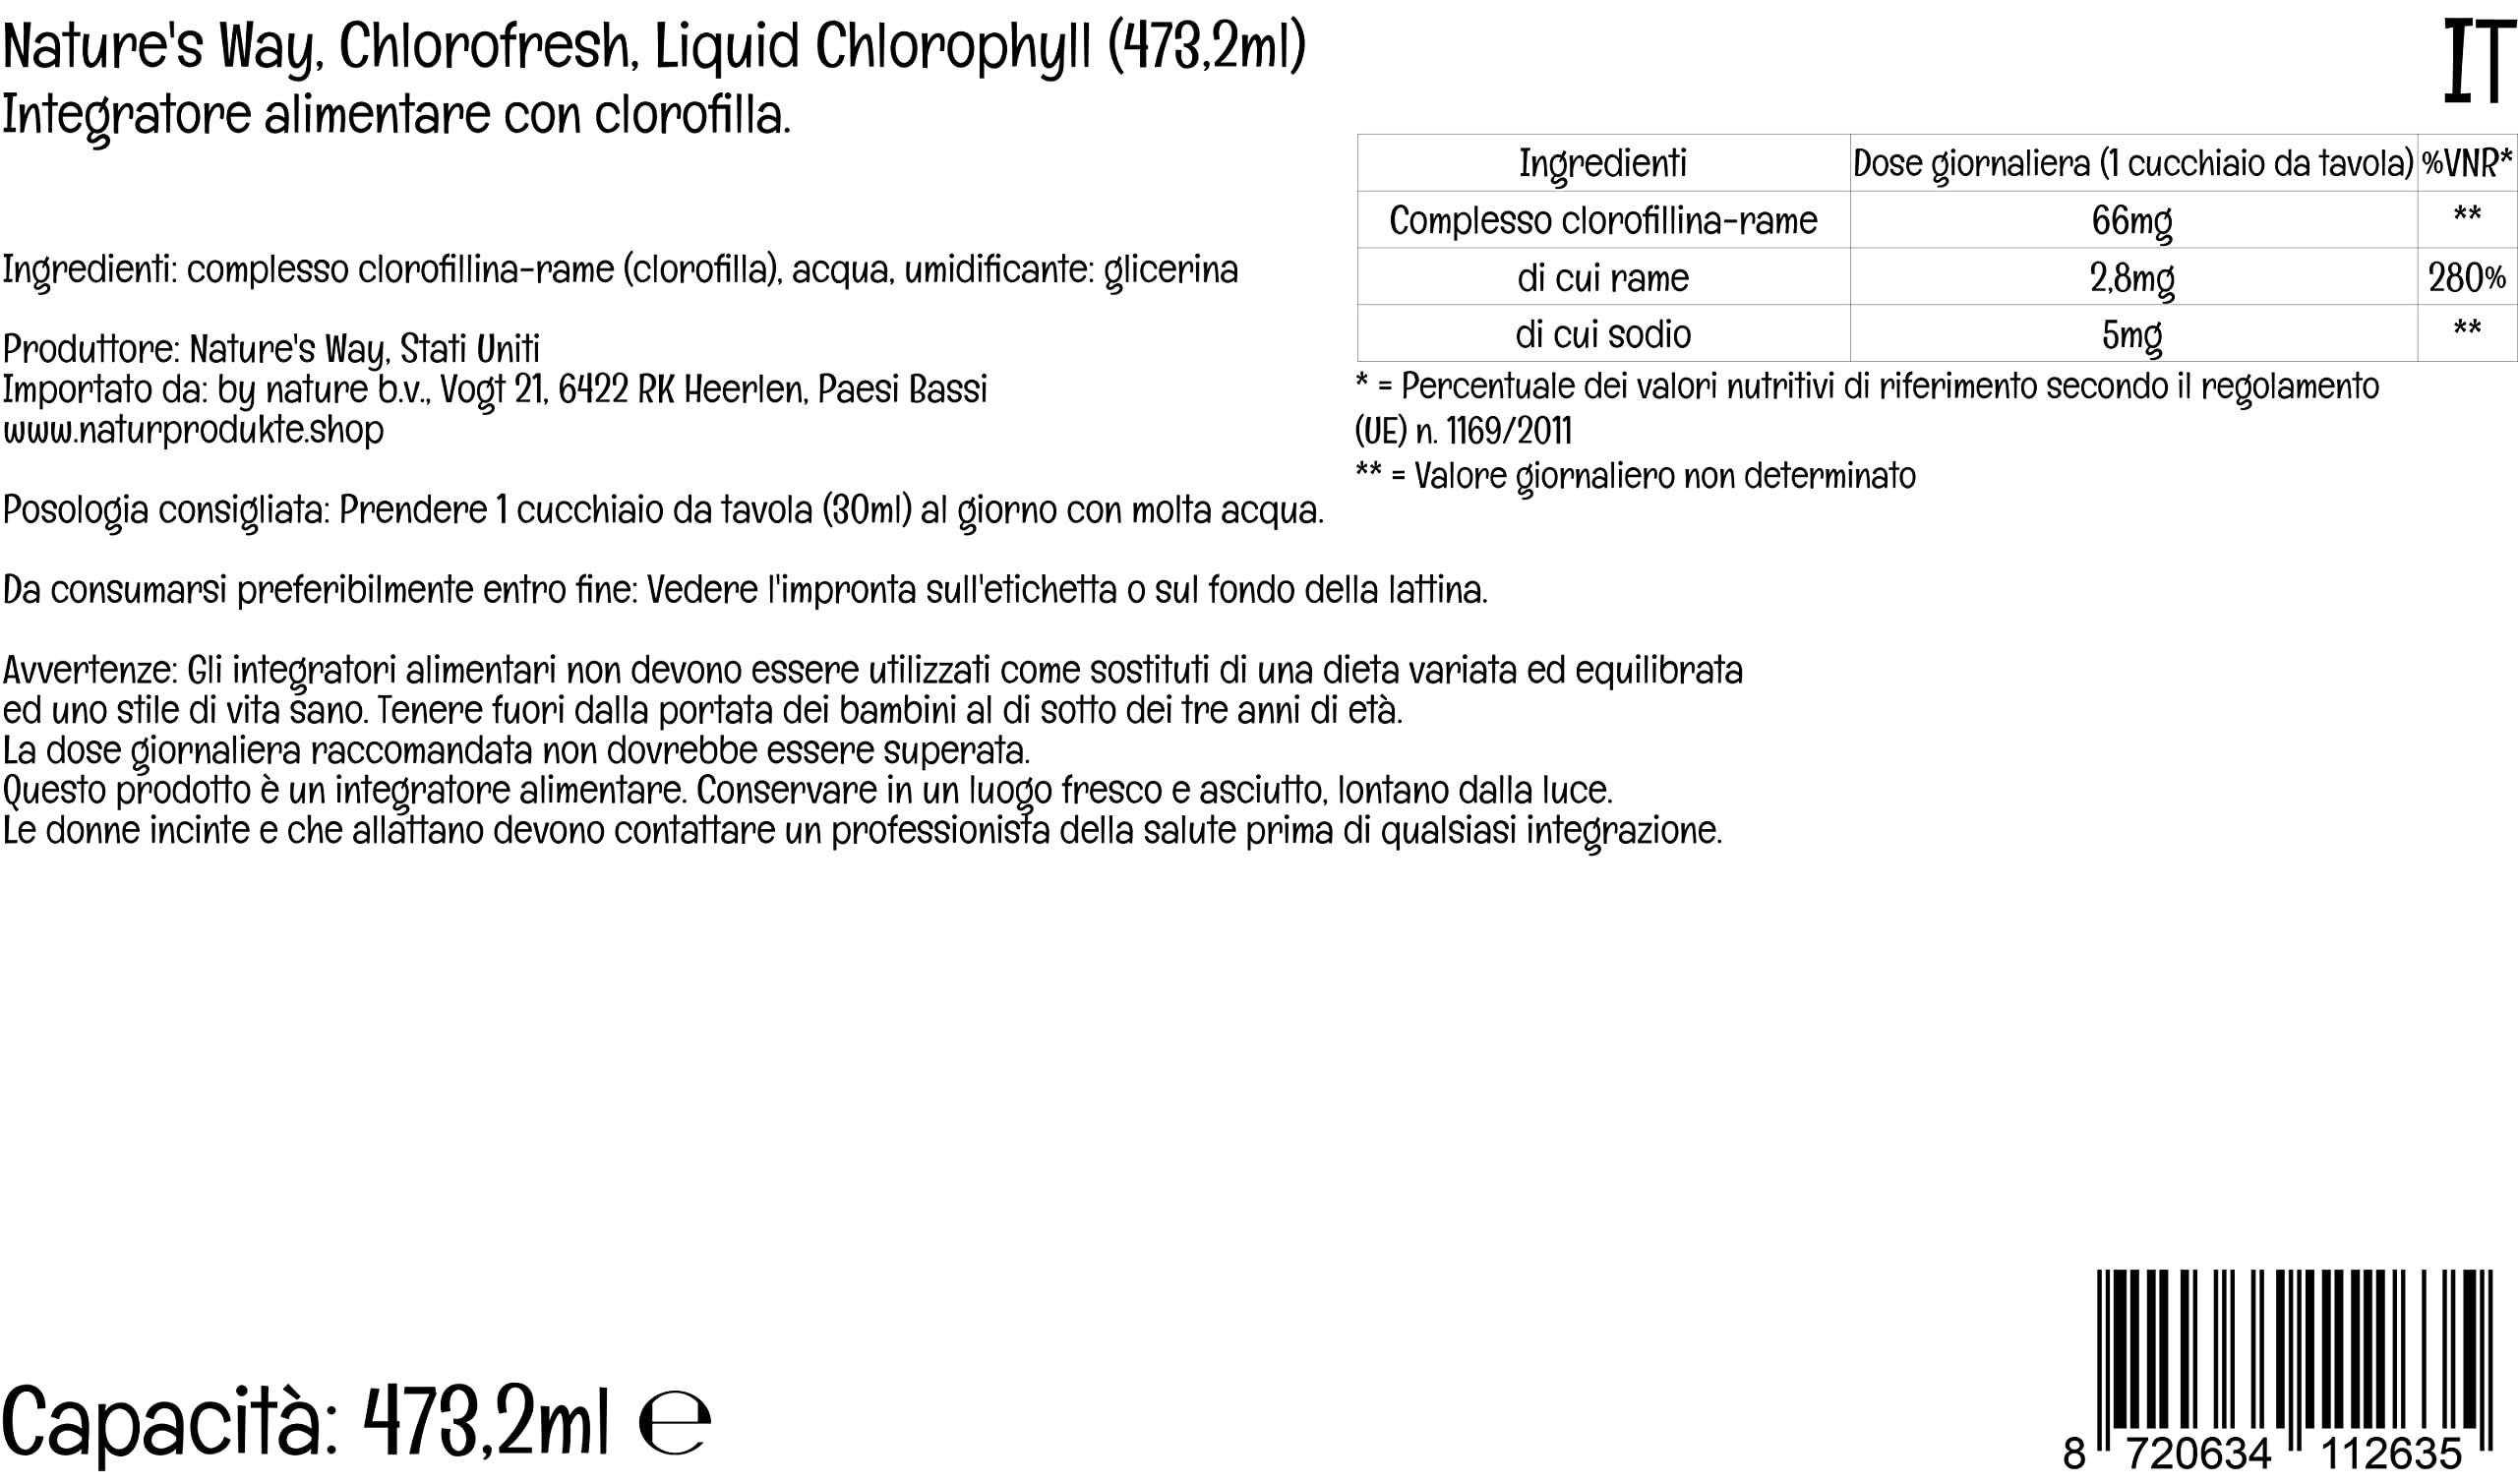 Nature's Way, Chlorofresh, Liquid Chlorophyll (473,2ml)
IT
Integratore alimentare con clorofilla.
Ingredienti Dose giornaliera (1 cucchiaio da tavola) %VNR*
Complesso clorofillina-rame 66mg **
di cui rame 2,8mg 280%
di cui sodio 5mg **
* = Percentuale dei valori nutritivi di riferimento secondo il regolamento
(UE) n. 1169/2011
** = Valore giornaliero non determinato
Ingredienti: complesso clorofillina-rame (clorofilla), acqua, umidificante: glicerina
Produttore: Nature's Way, Stati Uniti
Importato da: by nature b.v., Vogt 21, 6422 RK Heerlen, Paesi Bassi
www.naturprodukte.shop
Posologia consigliata: Prendere 1 cucchiaio da tavola (30ml) al giorno con molta acqua.
Da consumarsi preferibilmente entro fine: Vedere l'impronta sull'etichetta o sul fondo della lattina.
Avvertenze: Gli integratori alimentari non devono essere utilizzati come sostituti di una dieta variata ed equilibrata
ed uno stile di vita sano. Tenere fuori dalla portata dei bambini al di sotto dei tre anni di età.
La dose giornaliera raccomandata non dovrebbe essere superata.
Questo prodotto è un integratore alimentare. Conservare in un luogo fresco e asciutto, lontano dalla luce.
Le donne incinte e che allattano devono contattare un professionista della salute prima di qualsiasi integrazione.
Capacità: 473,2ml ℮
8 720634 112635